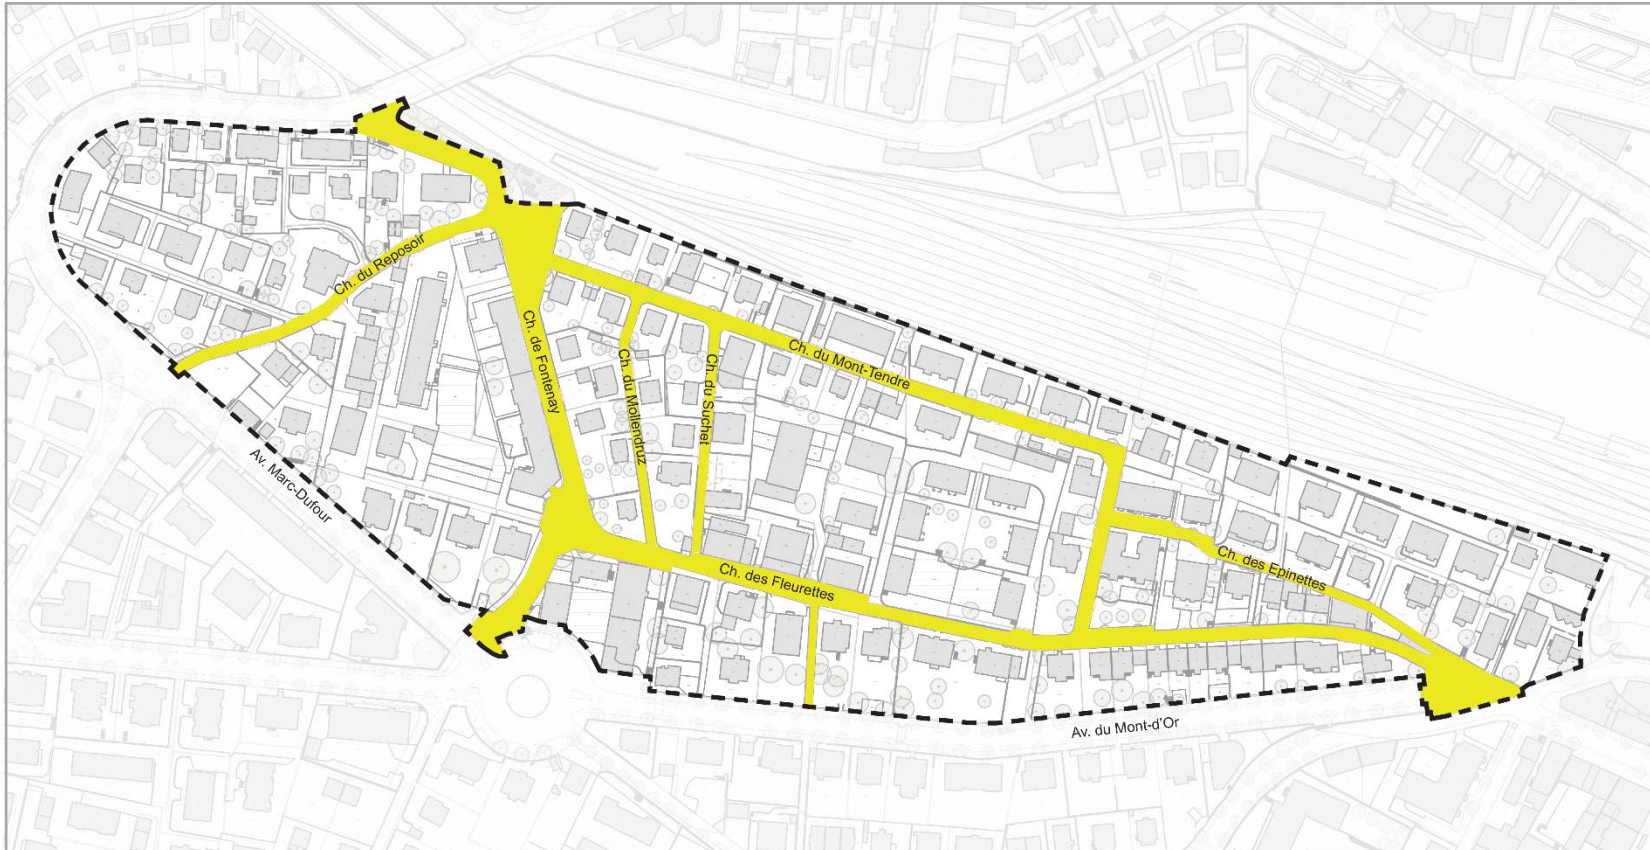 Ch. du Reposoir
Ch. de Fontenay
Ch. du Mollendruz
Ch. du Suchet
Ch. du Mont-Tendre
Av. Marc-Dufour
Ch. des Fleurettes
Ch. des Epinettes
Av. du Mont-d'Or